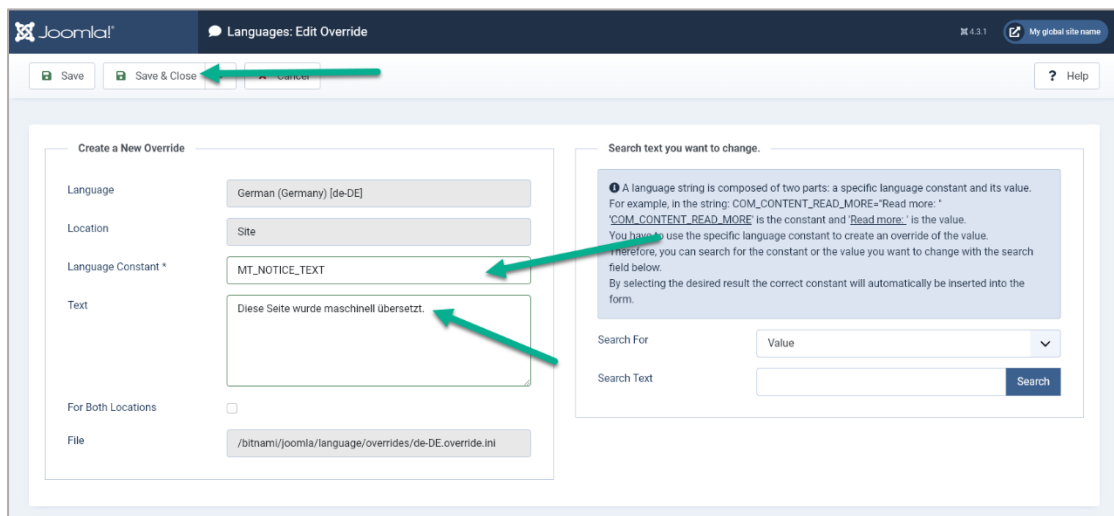 Joomla!®
Languages: Edit Override
4.3.1
My global site name
Save
Save & Close
Cancel
? Help
Create a New Override
Language
German (Germany) [de-DE]
Location
Site
Language Constant *
MT_NOTICE_TEXT
Text
Diese Seite wurde maschinell übersetzt.
For Both Locations
File
/bitnami/joomla/language/overrides/de-DE.override.ini
Search text you want to change.
A language string is composed of two parts: a specific language constant and its value.
For example, in the string: COM_CONTENT_READ_MORE="Read more: "
'COM_CONTENT_READ_MORE' is the constant and 'Read more: ' is the value.
You have to use the specific language constant to create an override of the value.
Therefore, you can search for the constant or the value you want to change with the search
field below.
By selecting the desired result the correct constant will automatically be inserted into the
form.
Search For
Value
Search Text
Search